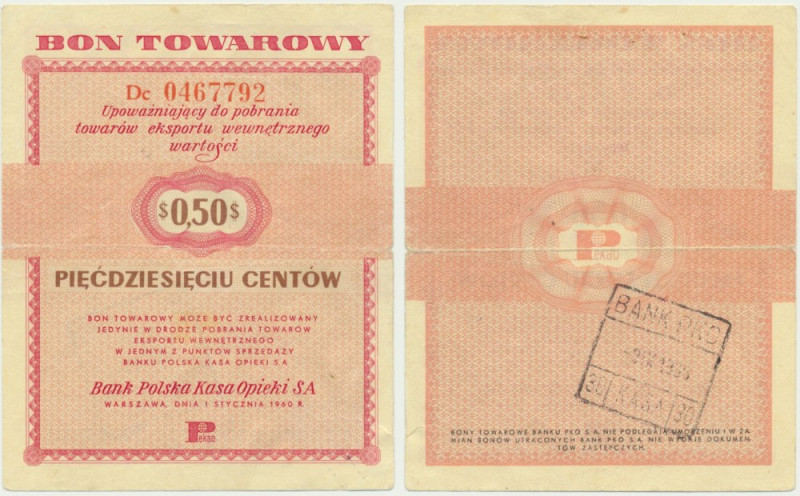 BON TOWAROWY
Dc 0467792
Upoważniający do pobrania
towarów eksportu wewnętrznego
wartości
$0,50$
PIĘĆDZIESIĘCIU CENTÓW
BON TOWAROWY MOŻE BYĆ ZREALIZOWANY
JEDYNIE W DRODZE POBRANIA TOWARÓW
EKSPORTU WEWNĘTRZNEGO
W JEDNYM Z PUNKTÓW SPRZEDAŻY
BANKU POLSKA KASA OPIEKI S.A
Bank Polska Kasa Opieki SA
WARSZAWA, DNIA 1 STYCZNIA 1960 R.
Pekao
Pekao
BANK PKO
30 KASA 30
BONY TOWAROWE BANKU PKO S.A. NIE PODLEGAJĄ UMORZENIU I W ZA-
MIAN BONÓW UTRACONYCH BANK PKO S.A. NIE WYDAJE DOKUMEN-
TÓW ZASTĘPCZYCH.